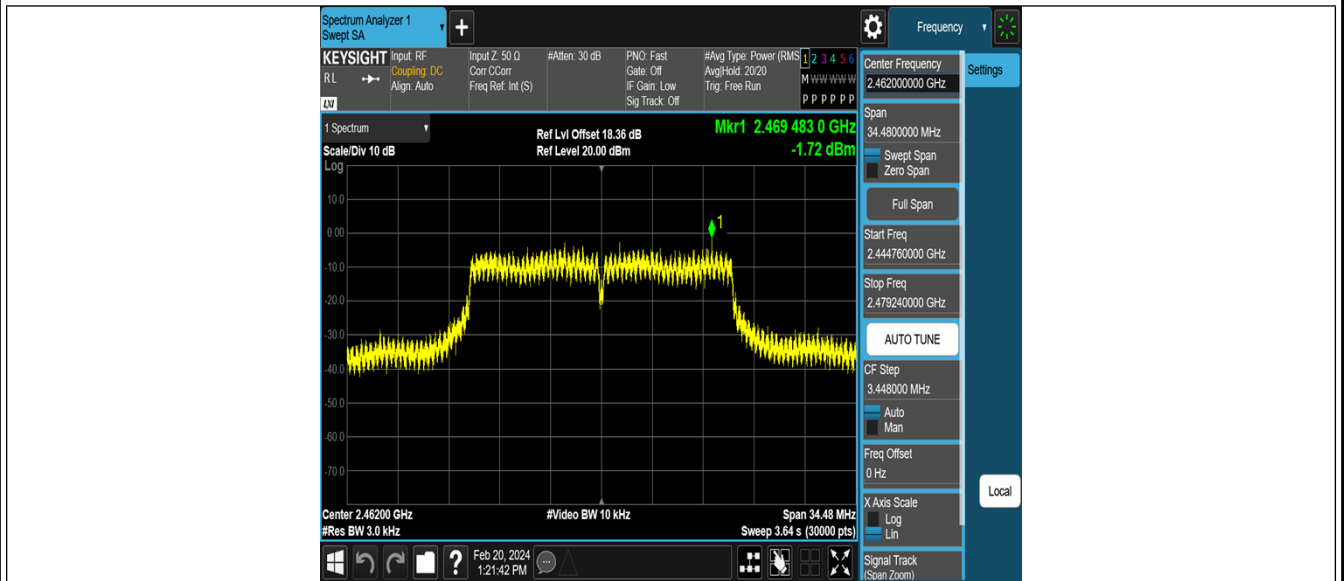 Spectrum Analyzer 1
Swept SA
+
Frequency
KEYSIGHT
RL
LXI
Input: RF
Coupling: DC
Align: Auto
Input Z: 50 Ω
Corr CCorr
Freq Ref: Int (S)
#Atten: 30 dB
PNO: Fast
Gate: Off
IF Gain: Low
Sig Track: Off
#Avg Type: Power (RMS
Avg|Hold: 20/20
Trig: Free Run
1 2 3 4 5 6
M W W W W W
P P P P P P
1 Spectrum
Scale/Div 10 dB
Log
Ref Lvl Offset 18.36 dB
Ref Level 20.00 dBm
Mkr1 2.469 483 0 GHz
-1.72 dBm
10.0
0.00
-10.0
-20.0
-30.0
-40.0
-50.0
-60.0
-70.0
1
Center 2.46200 GHz
#Res BW 3.0 kHz
#Video BW 10 kHz
Span 34.48 MHz
Sweep 3.64 s (30000 pts)
Center Frequency
2.462000000 GHz
Settings
Span
34.4800000 MHz
Swept Span
Zero Span
Full Span
Start Freq
2.444760000 GHz
Stop Freq
2.479240000 GHz
AUTO TUNE
CF Step
3.448000 MHz
Auto
Man
Freq Offset
0 Hz
X Axis Scale
Log
Lin
Local
Signal Track
(Span Zoom)
?
Feb 20, 2024
1:21:42 PM